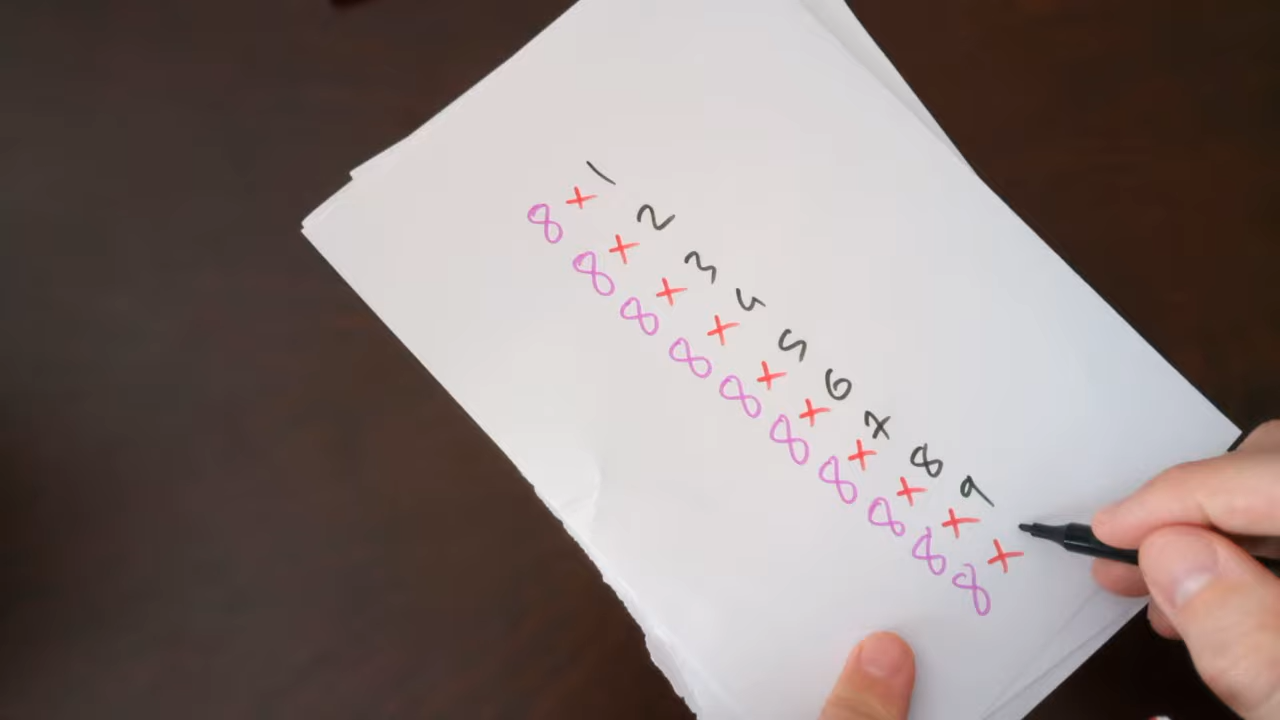 8 + 1
8 + 2
8 + 3
8 + 4
8 + 5
8 + 6
8 + 7
8 + 8
8 + 9
8 +